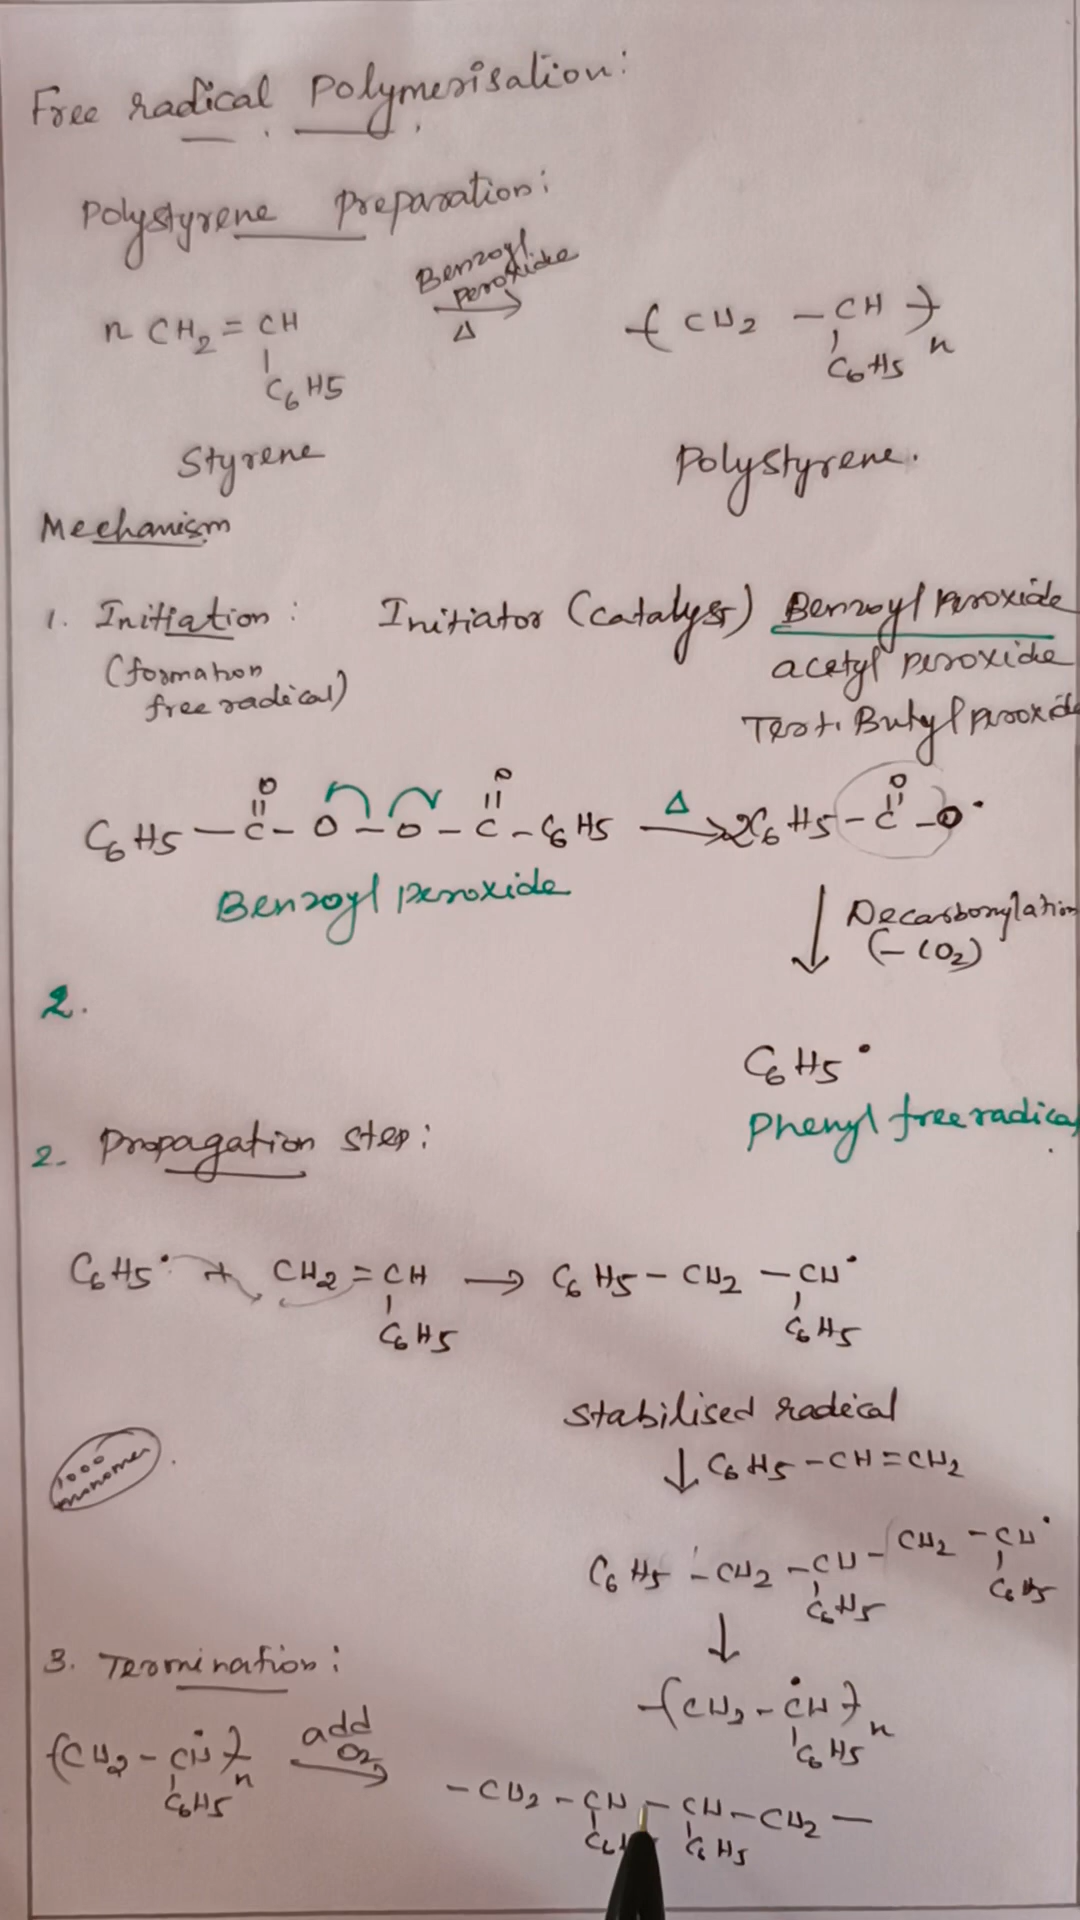 Free radical Polymerisation:
Polystyrene Preparation:
Benzoyl
peroxide
Δ
n CH2 = CH
C6H5
( CH2 – CH )n
C6H5
Styrene
Polystyrene.
Mechanism
1. Initiation :
(formation
free radical)
Initiator (catalyst) Benzoyl peroxide
acetyl peroxide
Tert. Butyl peroxide
O O O
C6H5 – C – O – O – C – C6H5 Δ → 2C6H5 – C – O•
Benzoyl peroxide
Decarbonylation
(– CO2)
2.
C6H5•
Phenyl free radical
2. Propagation step:
C6H5• + CH2 = CH → C6H5 – CH2 – CH•
C6H5 C6H5
Stabilised radical
↓ C6H5 – CH = CH2
1000
monomer
C6H5 – CH2 – CH – CH2 – CH•
C6H5 C6H5
↓
3. Termination:
( CH2 – ĊH )n
C6H5
( CH2 – ĊH )n add O2 →
C6H5
– CH2 – CH – CH – CH2 –
C6H5